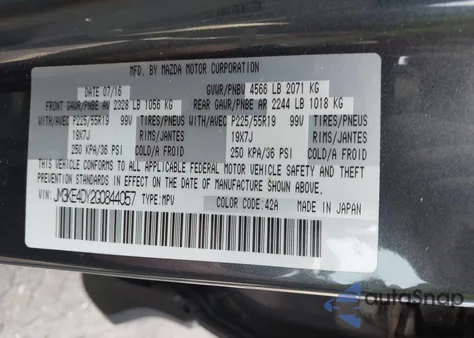 MFD. BY MAZDA MOTOR CORPORATION
DATE 07/16 GVWR/PNBV 4566 LB 2071 KG
FRONT GAWR/PNBE AV 2328 LB 1056 KG REAR GAWR/PNBE AR 2244 LB 1018 KG
WITH/AVEC P225/55R19 99V TIRES/PNEUS WITH/AVEC P225/55R19 99V TIRES/PNEUS
19X7J RIMS/JANTES 19X7J RIMS/JANTES
250 KPA/36 PSI COLD/A FROID 250 KPA/36 PSI COLD/A FROID
THIS VEHICLE CONFORMS TO ALL APPLICABLE FEDERAL MOTOR VEHICLE SAFETY, BUMPER, AND THEFT
PREVENTION STANDARDS IN EFFECT ON THE DATE OF MANUFACTURE SHOWN ABOVE.
VIN: JM3KE4DY2G0844057 TYPE: MPV COLOR CODE: 42A MADE IN JAPAN
autoSnap